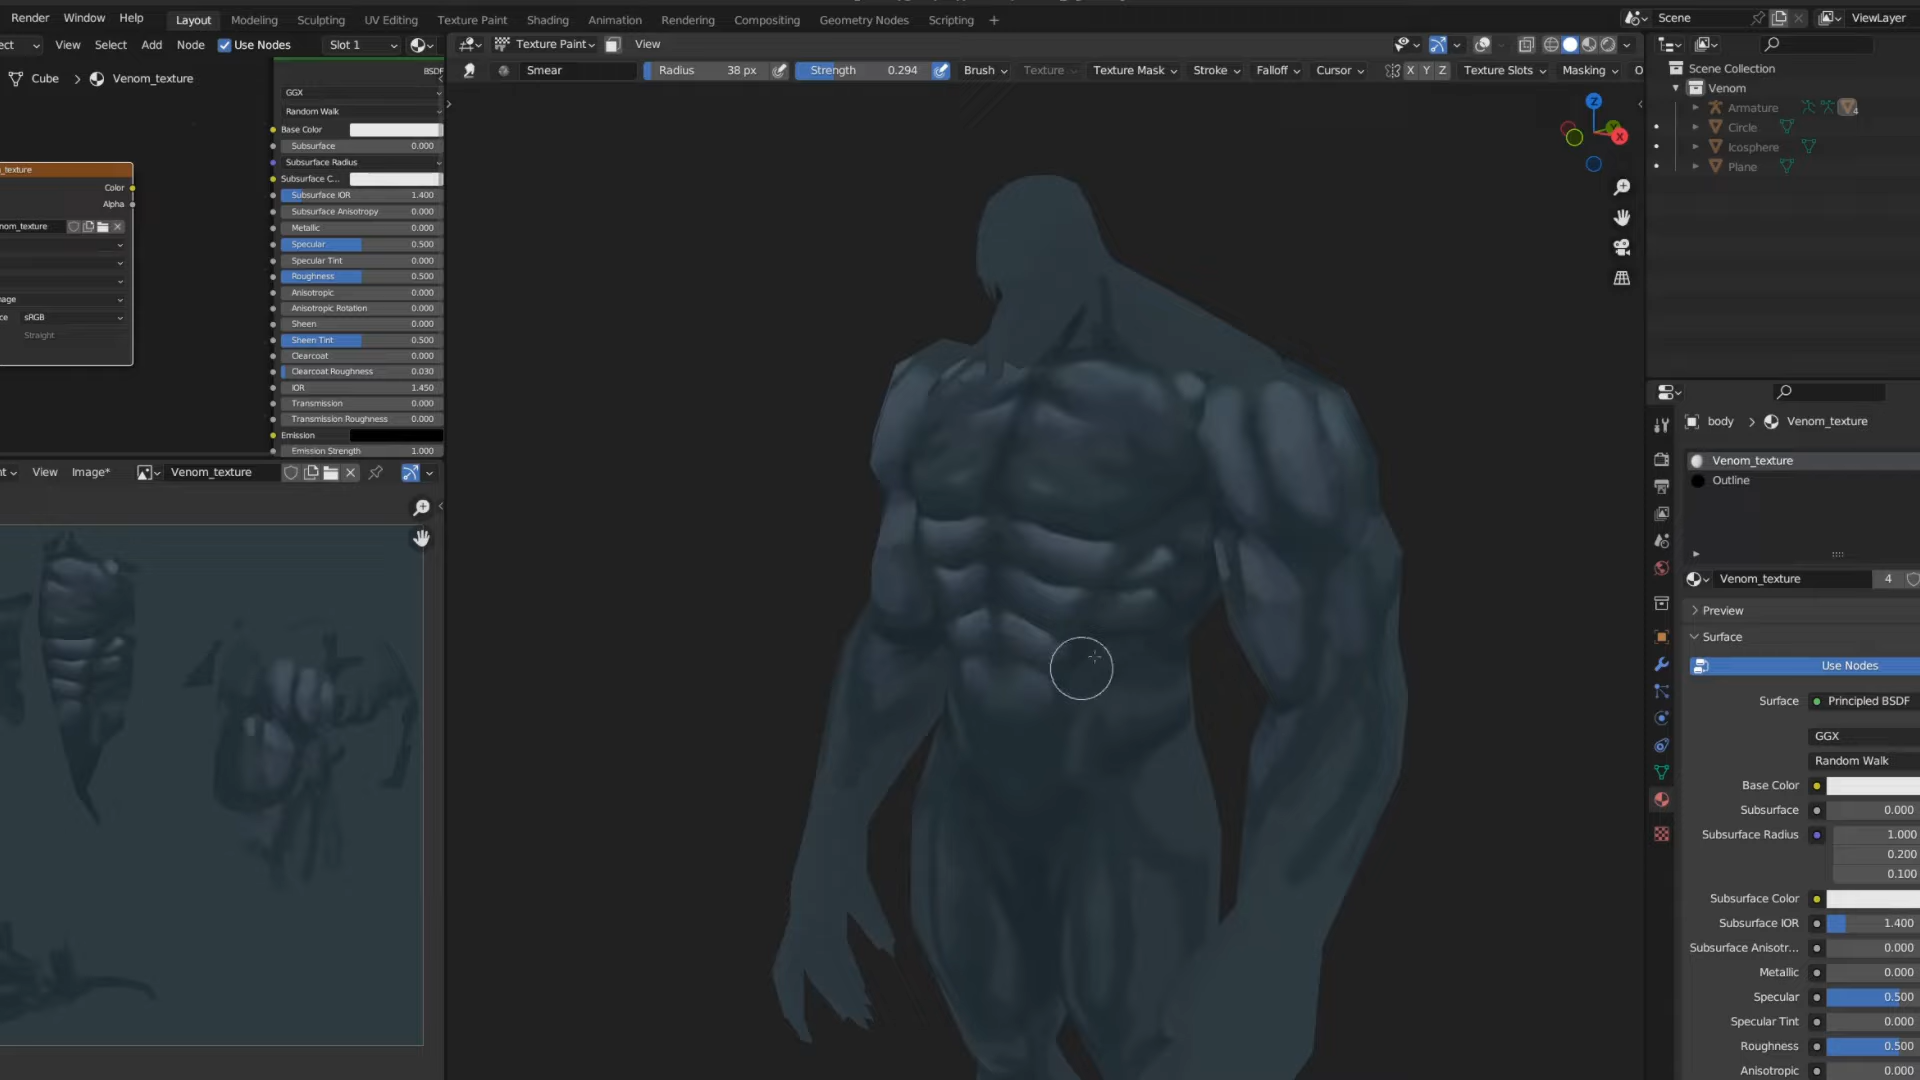 Render Window Help Layout Modeling Sculpting UV Editing Texture Paint Shading Animation Rendering Compositing Geometry Nodes Scripting + Scene ViewLayer
ect View Select Add Node Use Nodes Slot 1 Texture Paint View
Smear Radius 38 px Strength 0.294 Brush Texture Texture Mask Stroke Falloff Cursor X Y Z Texture Slots Masking O
Cube > Venom_texture
BSD
GGX
Random Walk
Base Color
Subsurface 0.000
Subsurface Radius
Subsurface C...
Subsurface IOR 1.400
Subsurface Anisotropy 0.000
Metallic 0.000
Specular 0.500
Specular Tint 0.000
Roughness 0.500
Anisotropic 0.000
Anisotropic Rotation 0.000
Sheen 0.000
Sheen Tint 0.500
Clearcoat 0.000
Clearcoat Roughness 0.030
IOR 1.450
Transmission 0.000
Transmission Roughness 0.000
Emission
Emission Strength 1.000
_texture
Color
Alpha
nom_texture
nage
ce sRGB
Straight
nt View Image* Venom_texture
Z
X
Scene Collection
Venom
Armature 4
Circle
Icosphere
Plane
body > Venom_texture
Venom_texture
Outline
Venom_texture 4
Preview
Surface
Use Nodes
Surface Principled BSDF
GGX
Random Walk
Base Color
Subsurface 0.000
Subsurface Radius 1.000
0.200
0.100
Subsurface Color
Subsurface IOR 1.400
Subsurface Anisotr... 0.000
Metallic 0.000
Specular 0.500
Specular Tint 0.000
Roughness 0.500
Anisotropic 0.000